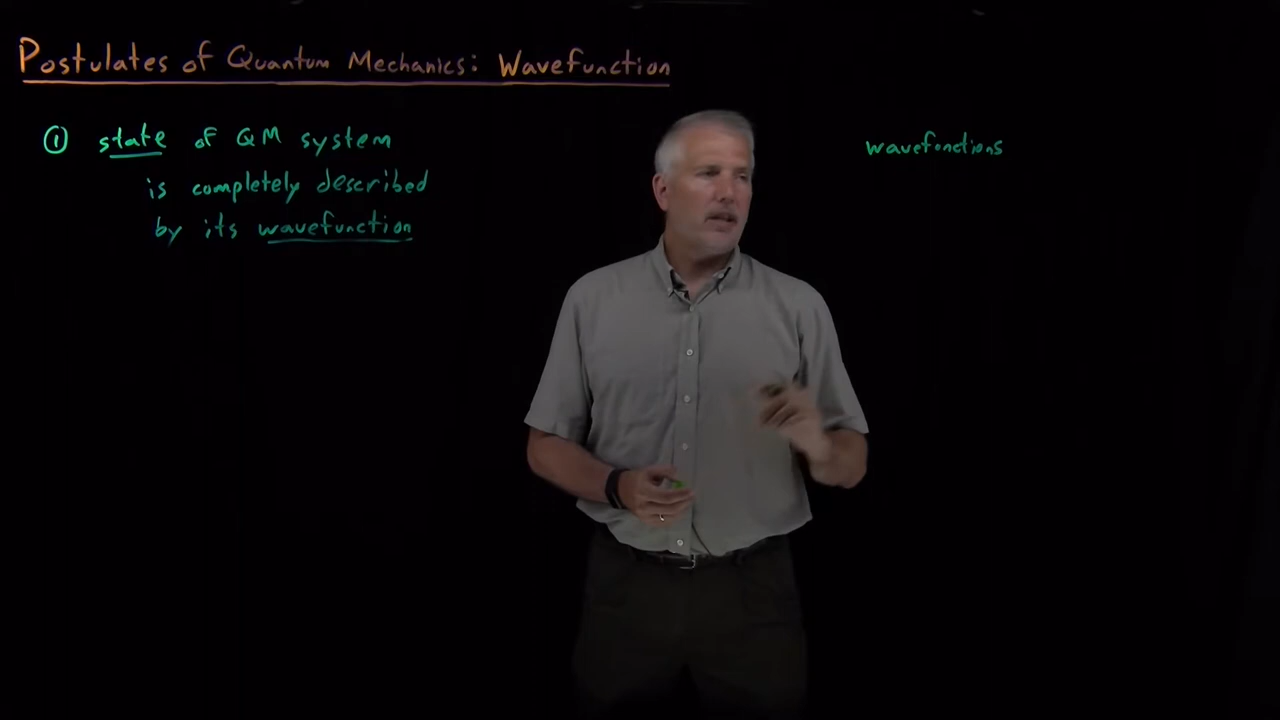 Postulates of Quantum Mechanics: Wavefunction
① state of QM system
is completely described
by its wavefunction
wavefunctions